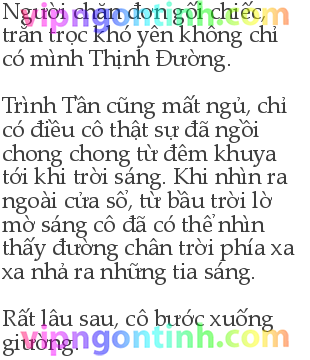 Người chăn đơn gối chiếc,
trằn trọc khó yên không chỉ
có mình Thịnh Đường.
Trình Tần cũng mất ngủ, chỉ
có điều cô thật sự đã ngồi
chong chong từ đêm khuya
tới khi trời sáng. Khi nhìn ra
ngoài cửa sổ, từ bầu trời lờ
mờ sáng cô đã có thể nhìn
thấy đường chân trời phía xa
xa nhả ra những tia sáng.
Rất lâu sau, cô bước xuống
giường.
vipngontinh.com
vipngontinh.com
vipngontinh.com